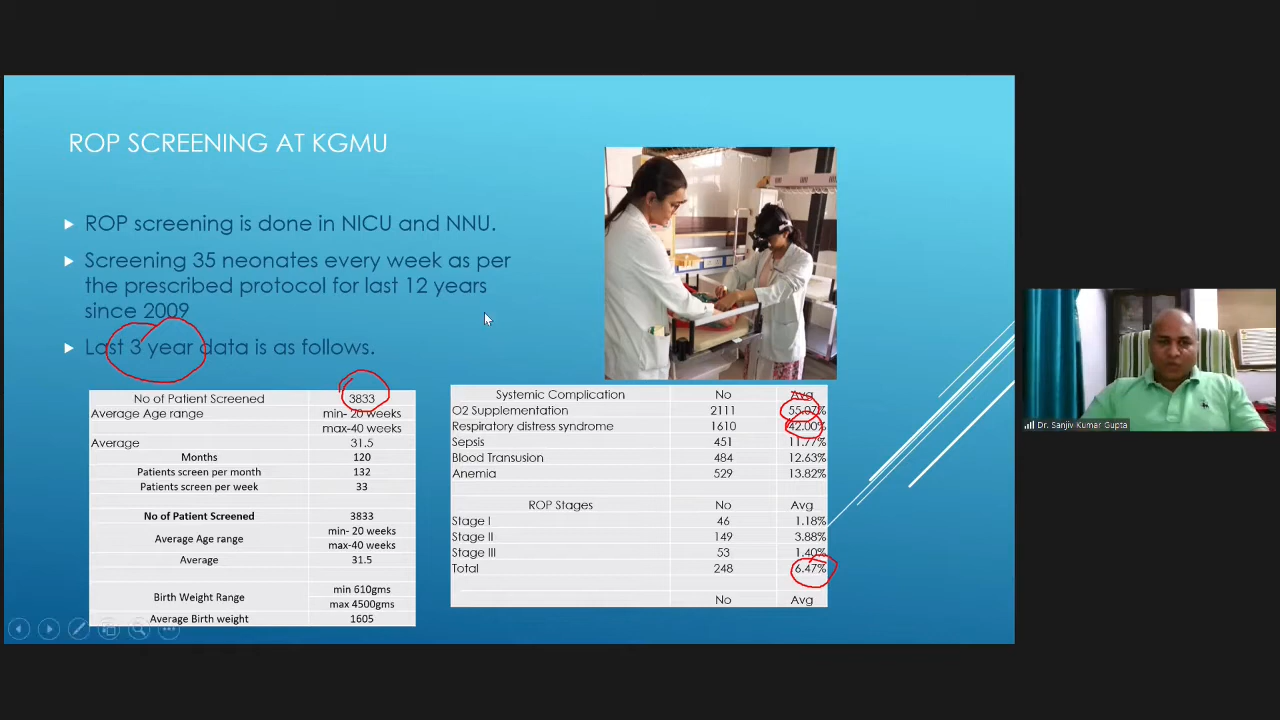 ROP SCREENING AT KGMU
ROP screening is done in NICU and NNU.
Screening 35 neonates every week as per
the prescribed protocol for last 12 years
since 2009
Last 3 year data is as follows.
No of Patient Screened 3833
Average Age range min- 20 weeks
max-40 weeks
Average 31.5
Months 120
Patients screen per month 132
Patients screen per week 33
No of Patient Screened 3833
Average Age range min- 20 weeks
max-40 weeks
Average 31.5
Birth Weight Range min 610gms
max 4500gms
Average Birth weight 1605
Systemic Complication No Avg
O2 Supplementation 2111 55.07%
Respiratory distress syndrome 1610 42.00%
Sepsis 451 11.77%
Blood Transusion 484 12.63%
Anemia 529 13.82%
ROP Stages No Avg
Stage I 46 1.18%
Stage II 149 3.88%
Stage III 53 1.40%
Total 248 6.47%
No Avg
Dr. Sanjiv Kumar Gupta